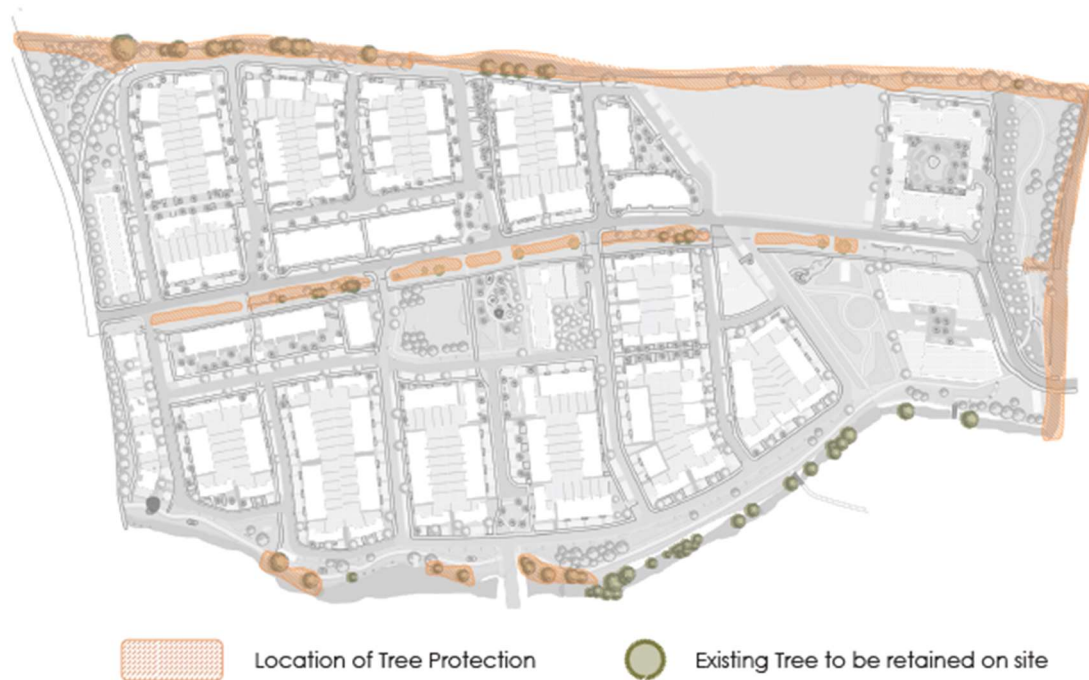 Location of Tree Protection
Existing Tree to be retained on site